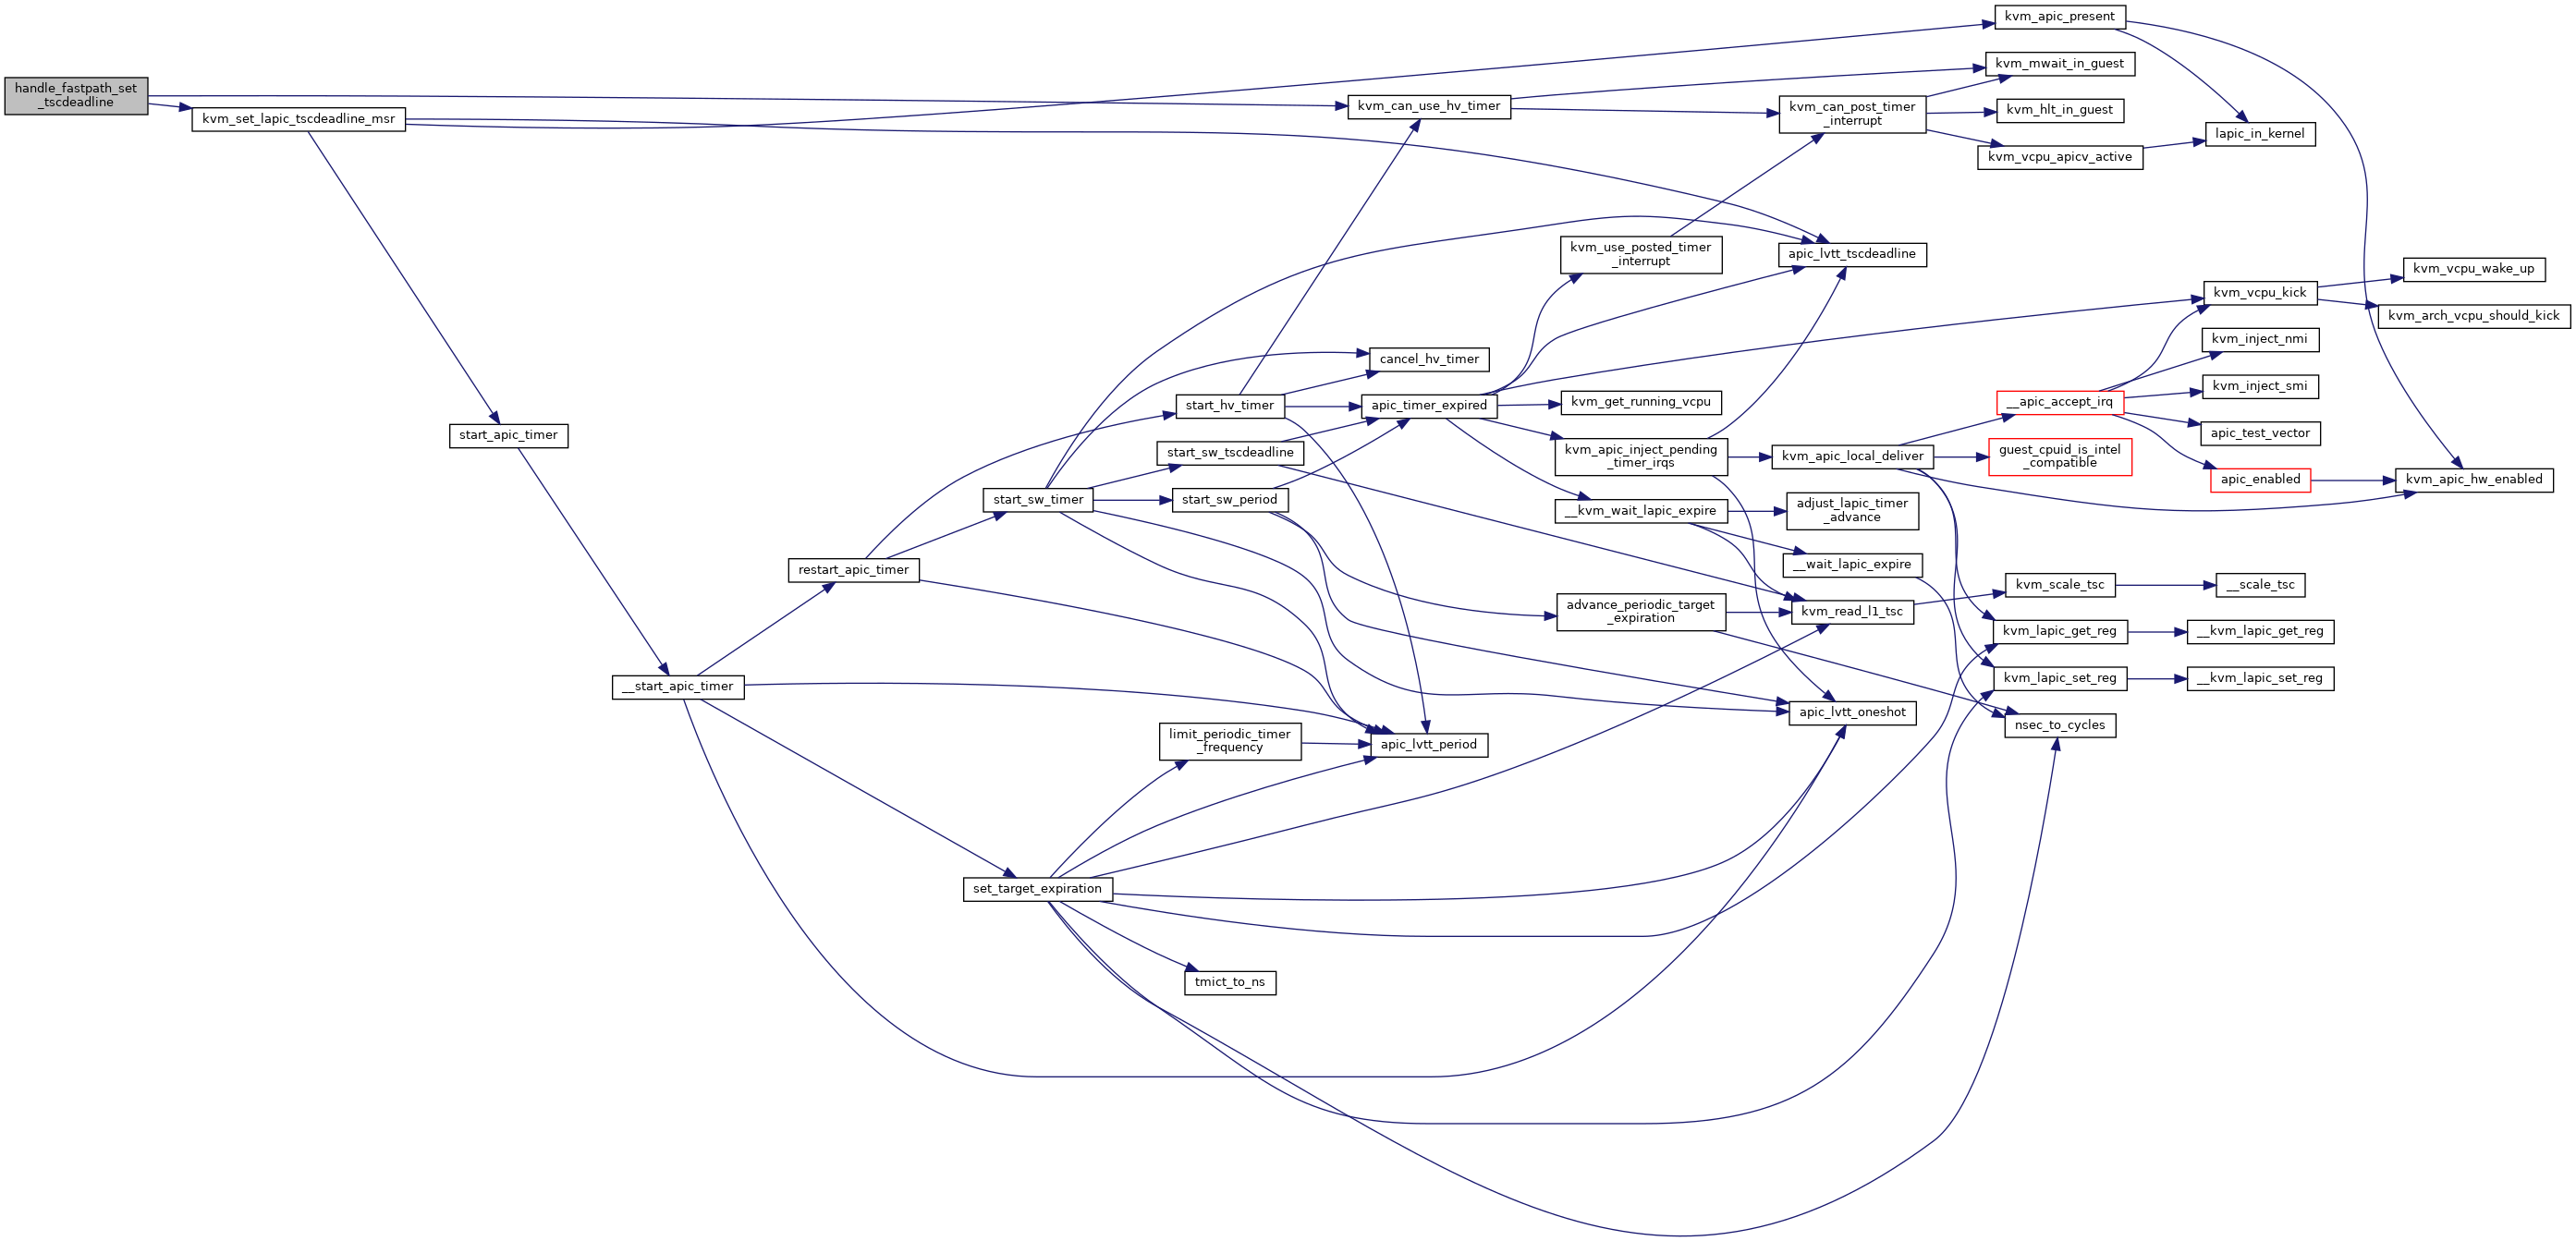 handle_fastpath_set
_tscdeadline
kvm_set_lapic_tscdeadline_msr
start_apic_timer
__start_apic_timer
restart_apic_timer
set_target_expiration
start_sw_timer
start_hv_timer
start_sw_tscdeadline
start_sw_period
limit_periodic_timer
_frequency
tmict_to_ns
kvm_can_use_hv_timer
cancel_hv_timer
apic_timer_expired
apic_lvtt_period
kvm_use_posted_timer
_interrupt
kvm_get_running_vcpu
kvm_apic_inject_pending
_timer_irqs
__kvm_wait_lapic_expire
advance_periodic_target
_expiration
kvm_can_post_timer
_interrupt
apic_lvtt_tscdeadline
kvm_apic_local_deliver
adjust_lapic_timer
_advance
__wait_lapic_expire
kvm_read_l1_tsc
apic_lvtt_oneshot
kvm_apic_present
kvm_mwait_in_guest
kvm_hlt_in_guest
kvm_vcpu_apicv_active
__apic_accept_irq
guest_cpuid_is_intel
_compatible
kvm_scale_tsc
kvm_lapic_get_reg
kvm_lapic_set_reg
nsec_to_cycles
lapic_in_kernel
kvm_vcpu_kick
kvm_inject_nmi
kvm_inject_smi
apic_test_vector
apic_enabled
__scale_tsc
__kvm_lapic_get_reg
__kvm_lapic_set_reg
kvm_vcpu_wake_up
kvm_arch_vcpu_should_kick
kvm_apic_hw_enabled